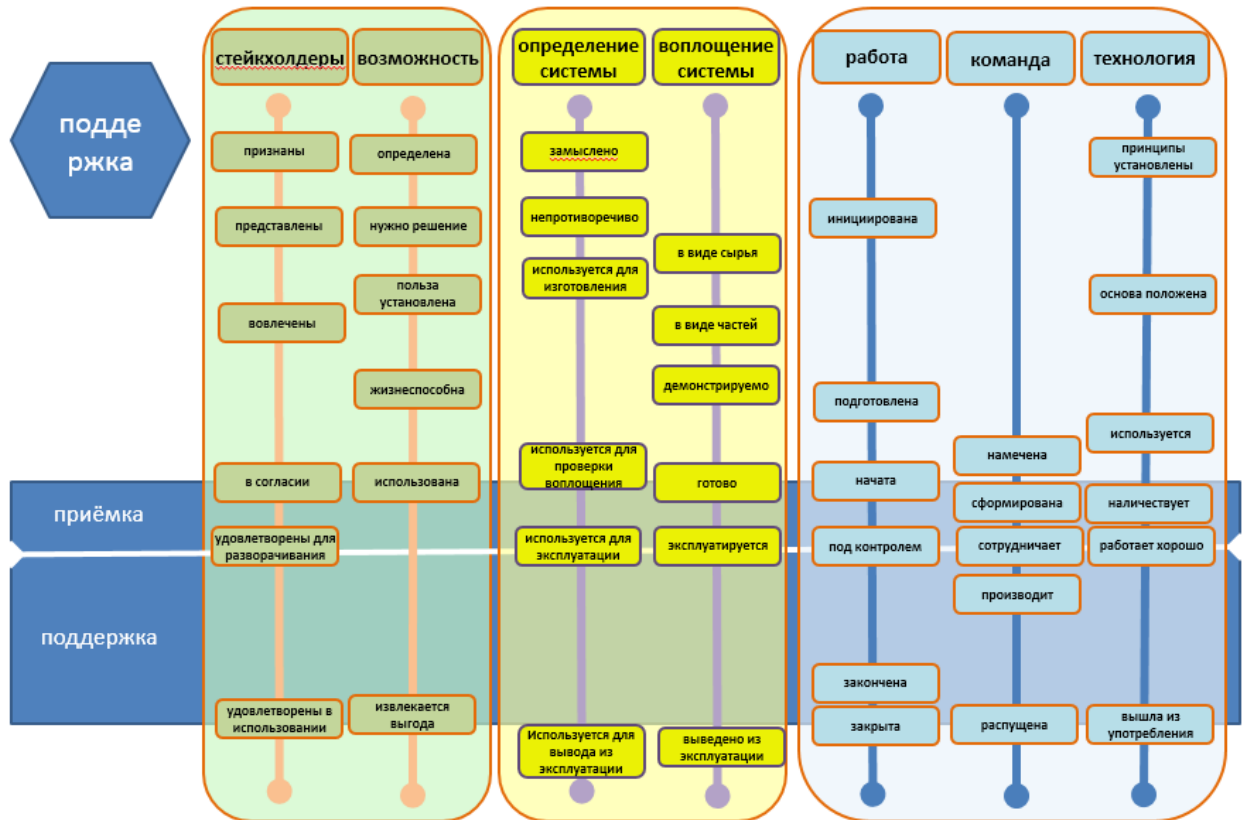 подде
ржка
стейкхолдеры
признаны
представлены
вовлечены
в согласии
удовлетворены для
разворачивания
удовлетворены в
использовании
возможность
определена
нужно решение
польза
установлена
жизнеспособна
использована
извлекается
выгода
определение
системы
замыслено
непротиворечиво
используется для
изготовления
используется для
проверки
воплощения
используется для
эксплуатации
Используется для
вывода из
эксплуатации
воплощение
системы
в виде сырья
в виде частей
демонстрируемо
готово
эксплуатируется
выведено из
эксплуатации
работа
инициирована
подготовлена
начата
под контролем
закончена
закрыта
команда
намечена
сформирована
сотрудничает
производит
распущена
технология
принципы
установлены
основа положена
используется
наличествует
работает хорошо
вышла из
употребления
приёмка
поддержка